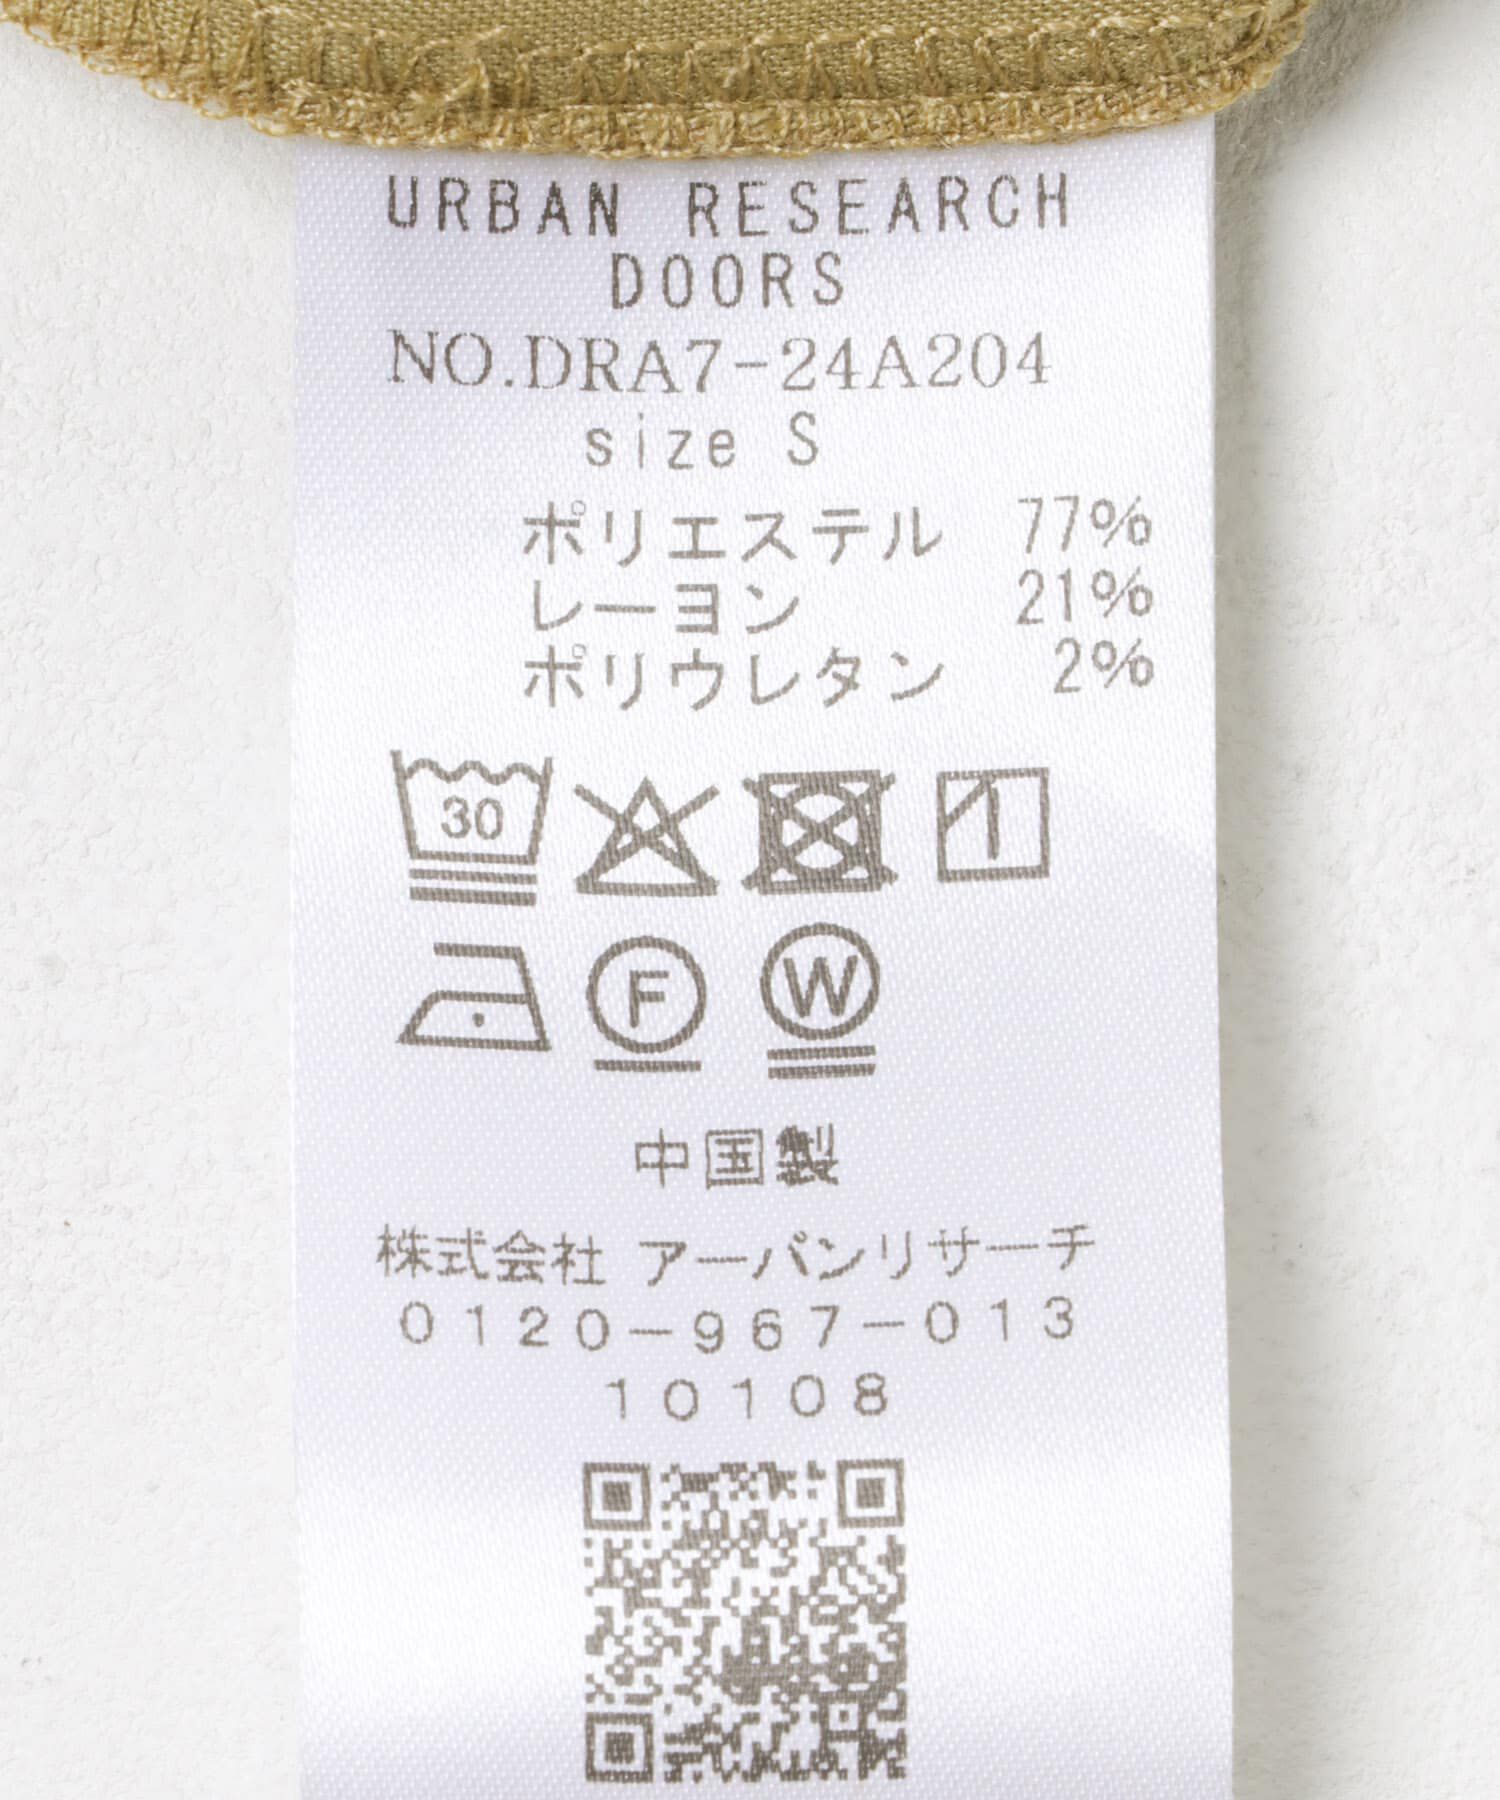 URBAN RESEARCH
DOORS
NO.DRA7-24A204
size S
ポリエステル 77%
レーヨン 21%
ポリウレタン 2%
30
F W
中国製
株式会社 アーバンリサーチ
0120-967-013
10108